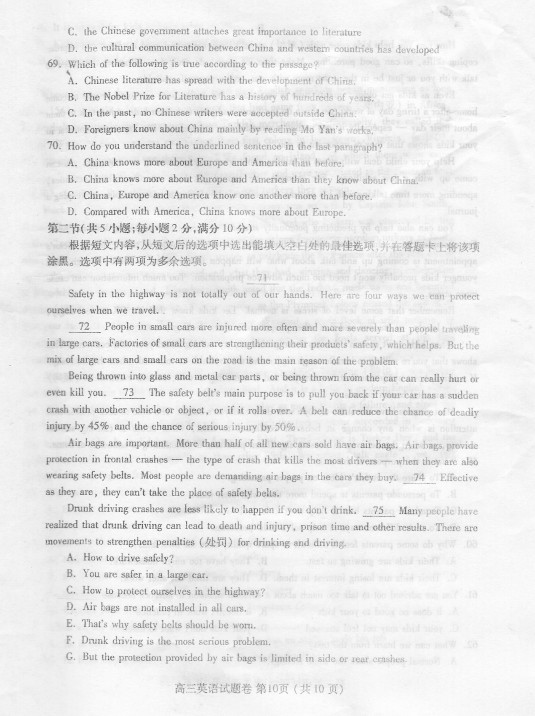 C. the Chinese government attaches great importance to literature
D. the cultural communication between China and western countries has developed
69. Which of the following is true according to the passage?
A. Chinese literature has spread with the development of China.
B. The Nobel Prize for Literature has a history of hundreds of years.
C. In the past, no Chinese writers were accepted outside China.
D. Foreigners know about China mainly by reading Mo Yan's works.
70. How do you understand the underlined sentence in the last paragraph?
A. China knows more about Europe and America than before.
B. China knows more about Europe and America than they know about China.
C. China, Europe and America know one another more than before.
D. Compared with America, China knows more about Europe.
第二节(共5小题;每小题2分,满分10分)
根据短文内容,从短文后的选项中选出能填入空白处的最佳选项,并在答题卡上将该项
涂黑。选项中有两项为多余选项。
71
Safety in the highway is not totally out of our hands. Here are four ways we can protect
ourselves when we travel.
72 People in small cars are injured more often and more severely than people travelling
in large cars. Factories of small cars are strengthening their products' safety, which helps. But the
mix of large cars and small cars on the road is the main reason of the problem.
Being thrown into glass and metal car parts, or being thrown from the car can really hurt or
even kill you. 73 The safety belt's main purpose is to pull you back if your car has a sudden
crash with another vehicle or object, or if it rolls over. A belt can reduce the chance of deadly
injury by 45% and the chance of serious injury by 50%.
Air bags are important. More than half of all new cars sold have air bags. Air bags provide
protection in frontal crashes — the type of crash that kills the most drivers — when they are also
wearing safety belts. Most people are demanding air bags in the cars they buy. 74 Effective
as they are, they can't take the place of safety belts.
Drunk driving crashes are less likely to happen if you don't drink. 75 Many people have
realized that drunk driving can lead to death and injury, prison time and other results. There are
movements to strengthen penalties (处罚) for drinking and driving.
A. How to drive safely?
B. You are safer in a large car.
C. How to protect ourselves in the highway?
D. Air bags are not installed in all cars.
E. That's why safety belts should be worn.
F. Drunk driving is the most serious problem.
G. But the protection provided by air bags is limited in side or rear crashes.
高三英语试题卷 第10页 (共10页)